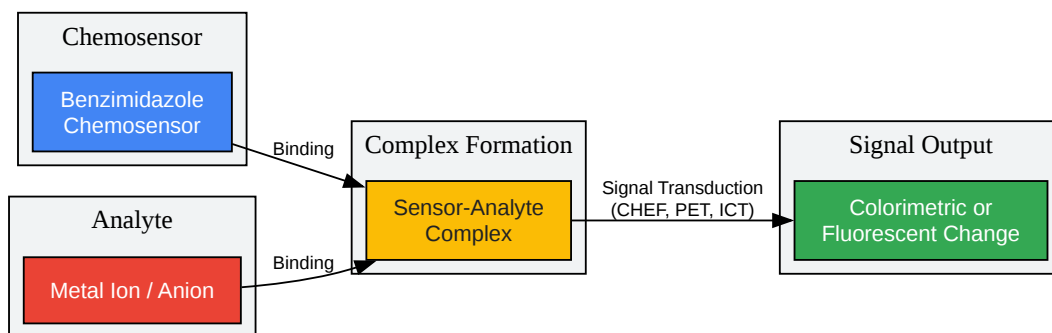 Chemosensor
Benzimidazole
Chemosensor
Binding
Analyte
Metal Ion / Anion
Binding
Complex Formation
Sensor-Analyte
Complex
Signal Transduction
(CHEF, PET, ICT)
Signal Output
Colorimetric or
Fluorescent Change